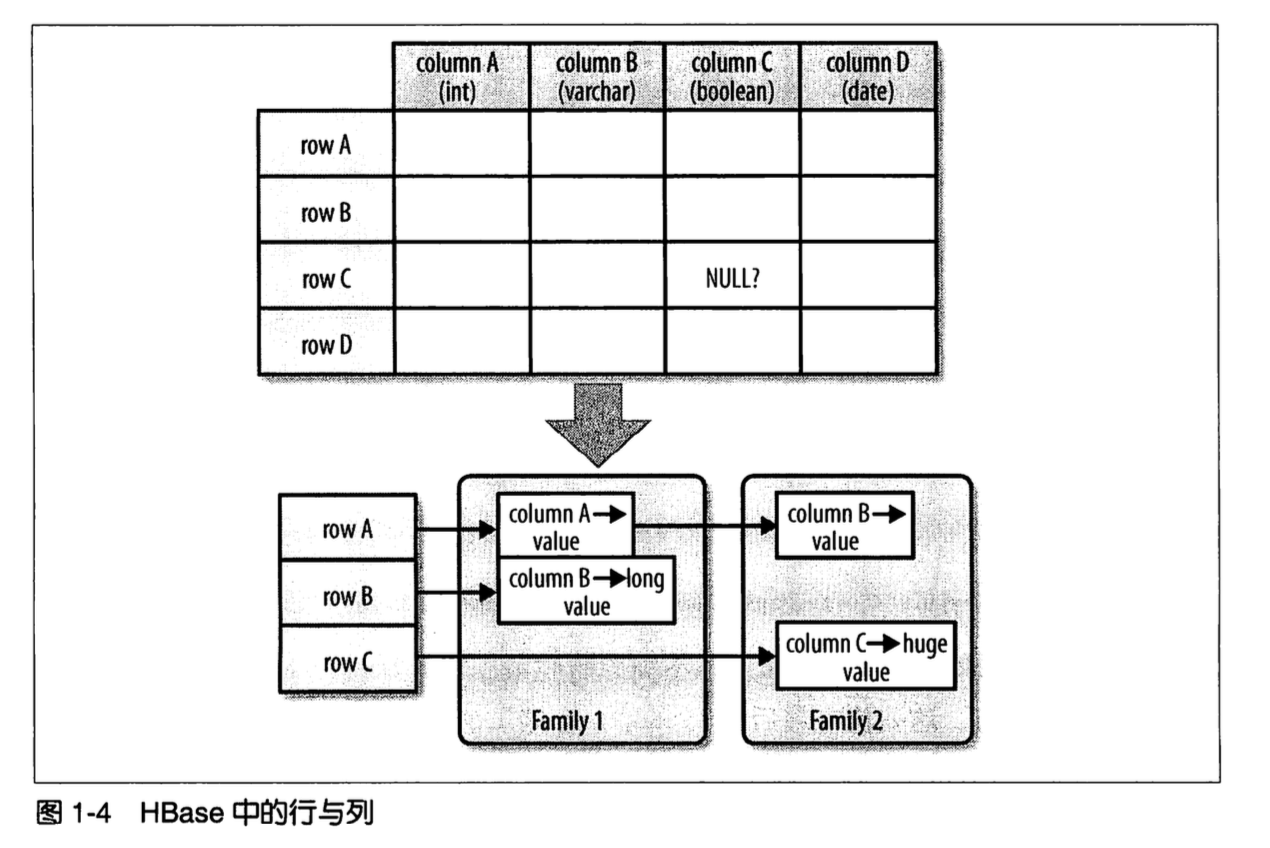 column A column B column C column D
(int) (varchar) (boolean) (date)
row A
row B
row C NULL?
row D
row A column A→ column B→
value value
row B column B→long
value
row C column C→huge
value
Family 1 Family 2
图 1-4 HBase 中的行与列